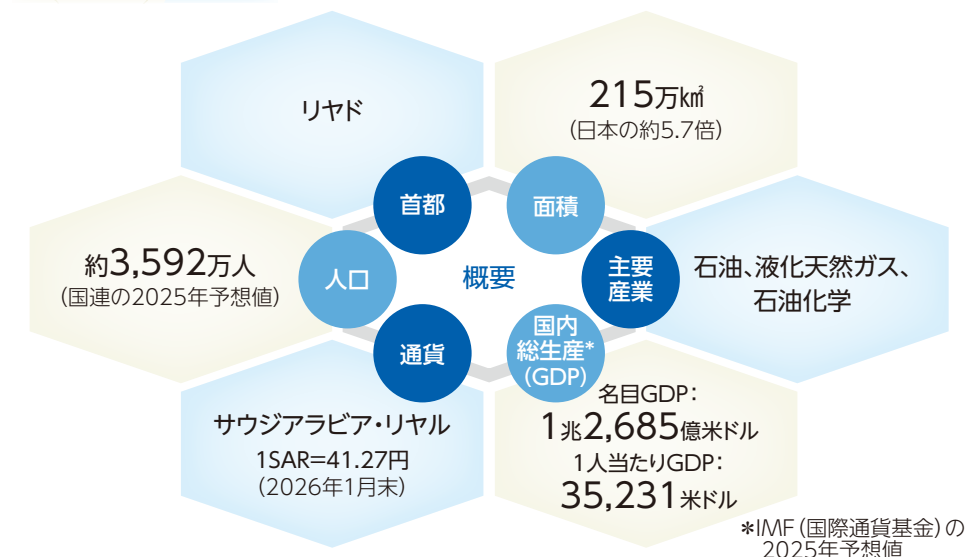 概要
首都
リヤド
面積
215万㎢
(日本の約5.7倍)
人口
約3,592万人
(国連の2025年予想値)
主要
産業
石油、液化天然ガス、
石油化学
通貨
サウジアラビア・リヤル
1SAR=41.27円
(2026年1月末)
国内
総生産*
(GDP)
名目GDP:
1兆2,685億米ドル
1人当たりGDP:
35,231米ドル
*IMF(国際通貨基金)の
2025年予想値